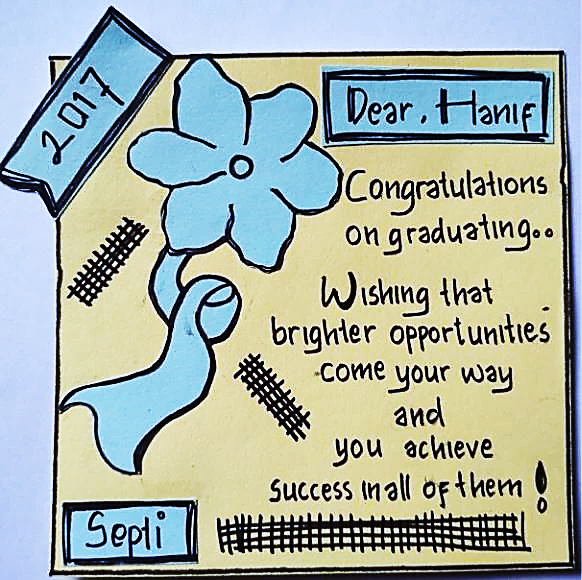 2017
Dear. Hanif
Congratulations
on graduating..
Wishing that
brighter opportunities
come your way
and
you achieve
success in all of them!
Septi